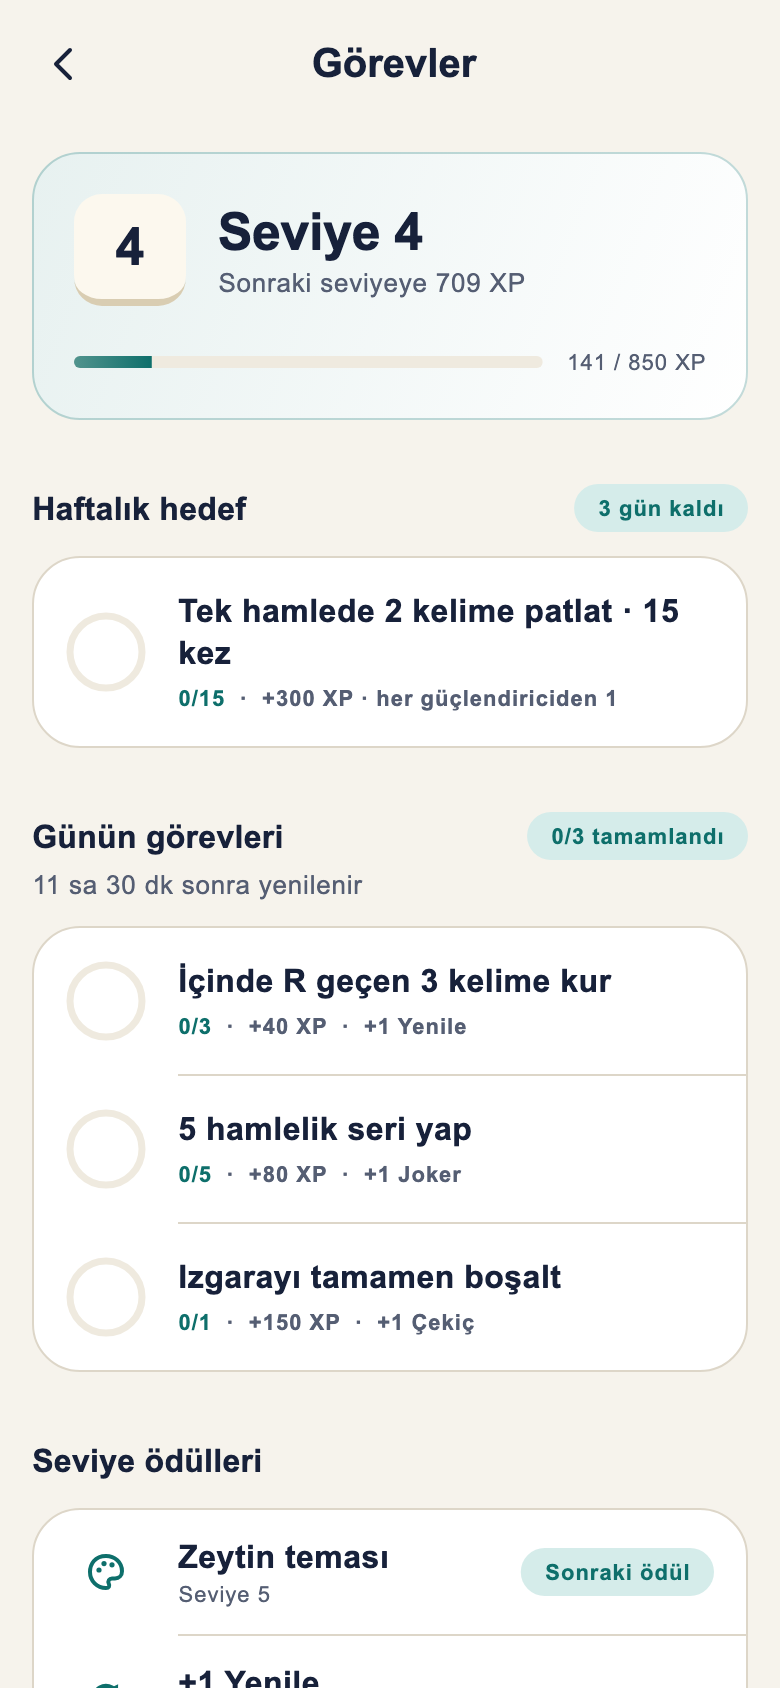 Görevler
4
Seviye 4
Sonraki seviyeye 709 XP
141 / 850 XP
Haftalık hedef
3 gün kaldı
Tek hamlede 2 kelime patlat · 15
kez
0/15 · +300 XP · her güçlendiriciden 1
Günün görevleri
0/3 tamamlandı
11 sa 30 dk sonra yenilenir
İçinde R geçen 3 kelime kur
0/3 · +40 XP · +1 Yenile
5 hamlelik seri yap
0/5 · +80 XP · +1 Joker
Izgarayı tamamen boşalt
0/1 · +150 XP · +1 Çekiç
Seviye ödülleri
Zeytin teması
Seviye 5
Sonraki ödül
+1 Yenile